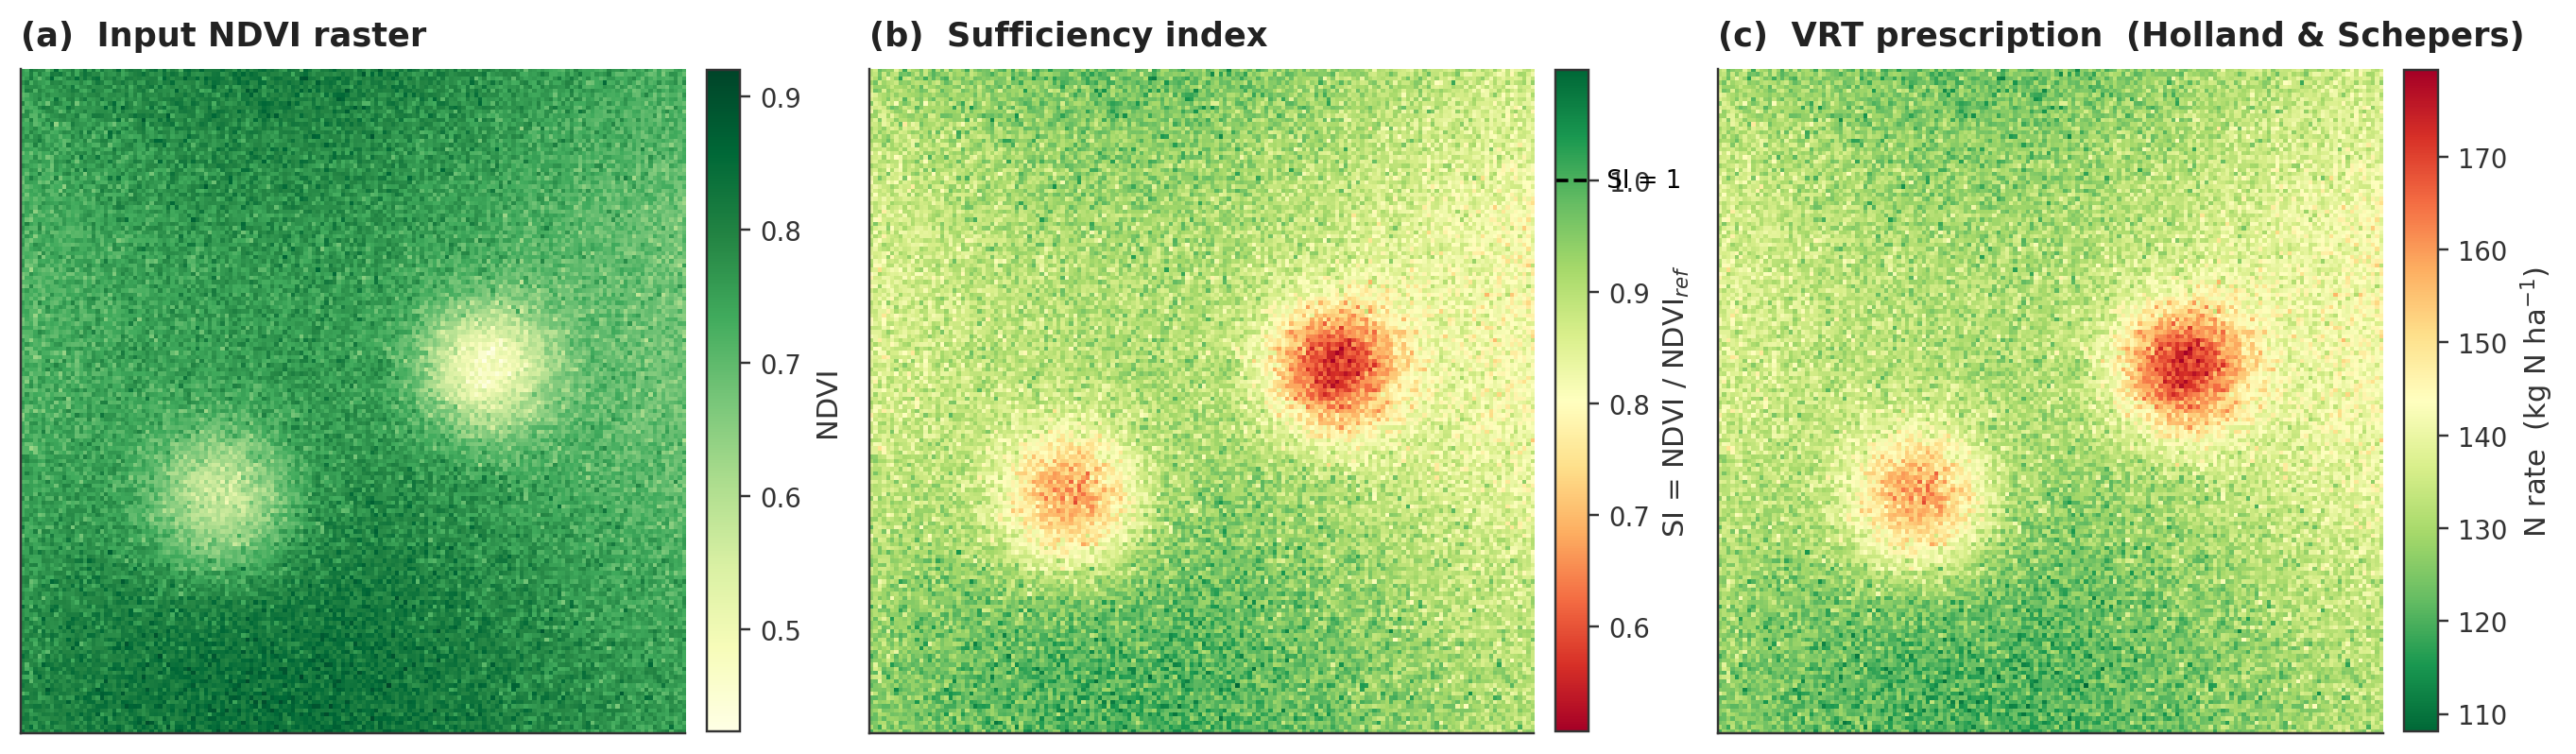 (a)  Input NDVI raster
0.9
0.8
0.7
0.6
0.5
NDVI
(b)  Sufficiency index
1.0
SI = 1
0.9
0.8
0.7
0.6
SI = NDVI / NDVI_ref
(c)  VRT prescription  (Holland & Schepers)
170
160
150
140
130
120
110
N rate  (kg N ha⁻¹)